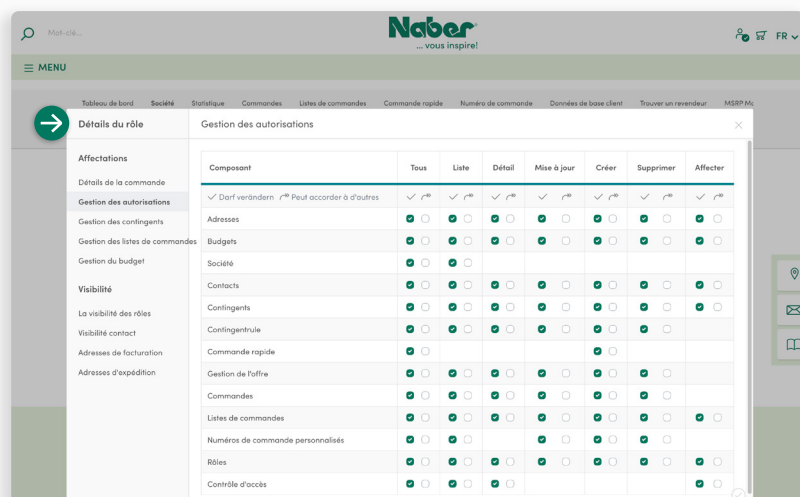 Mot-clé...
Naber
... vous inspire!
FR
MENU
Tableau de bord Société Statistique Commandes Listes de commandes Commande rapide Numéro de commande Données de base client Trouver un revendeur MSRP
Détails du rôle
Gestion des autorisations
Affectations
Détails de la commande
Gestion des autorisations
Gestion des contingents
Gestion des listes de commandes
Gestion du budget
Visibilité
La visibilité des rôles
Visibilité contact
Adresses de facturation
Adresses d'expédition
Composant Tous Liste Détail Mise à jour Créer Supprimer Affecter
Darf verändern Peut accorder à d'autres
Adresses
Budgets
Société
Contacts
Contingents
Contingentrule
Commande rapide
Gestion de l'offre
Commandes
Listes de commandes
Numéros de commande personnalisés
Rôles
Contrôle d'accès